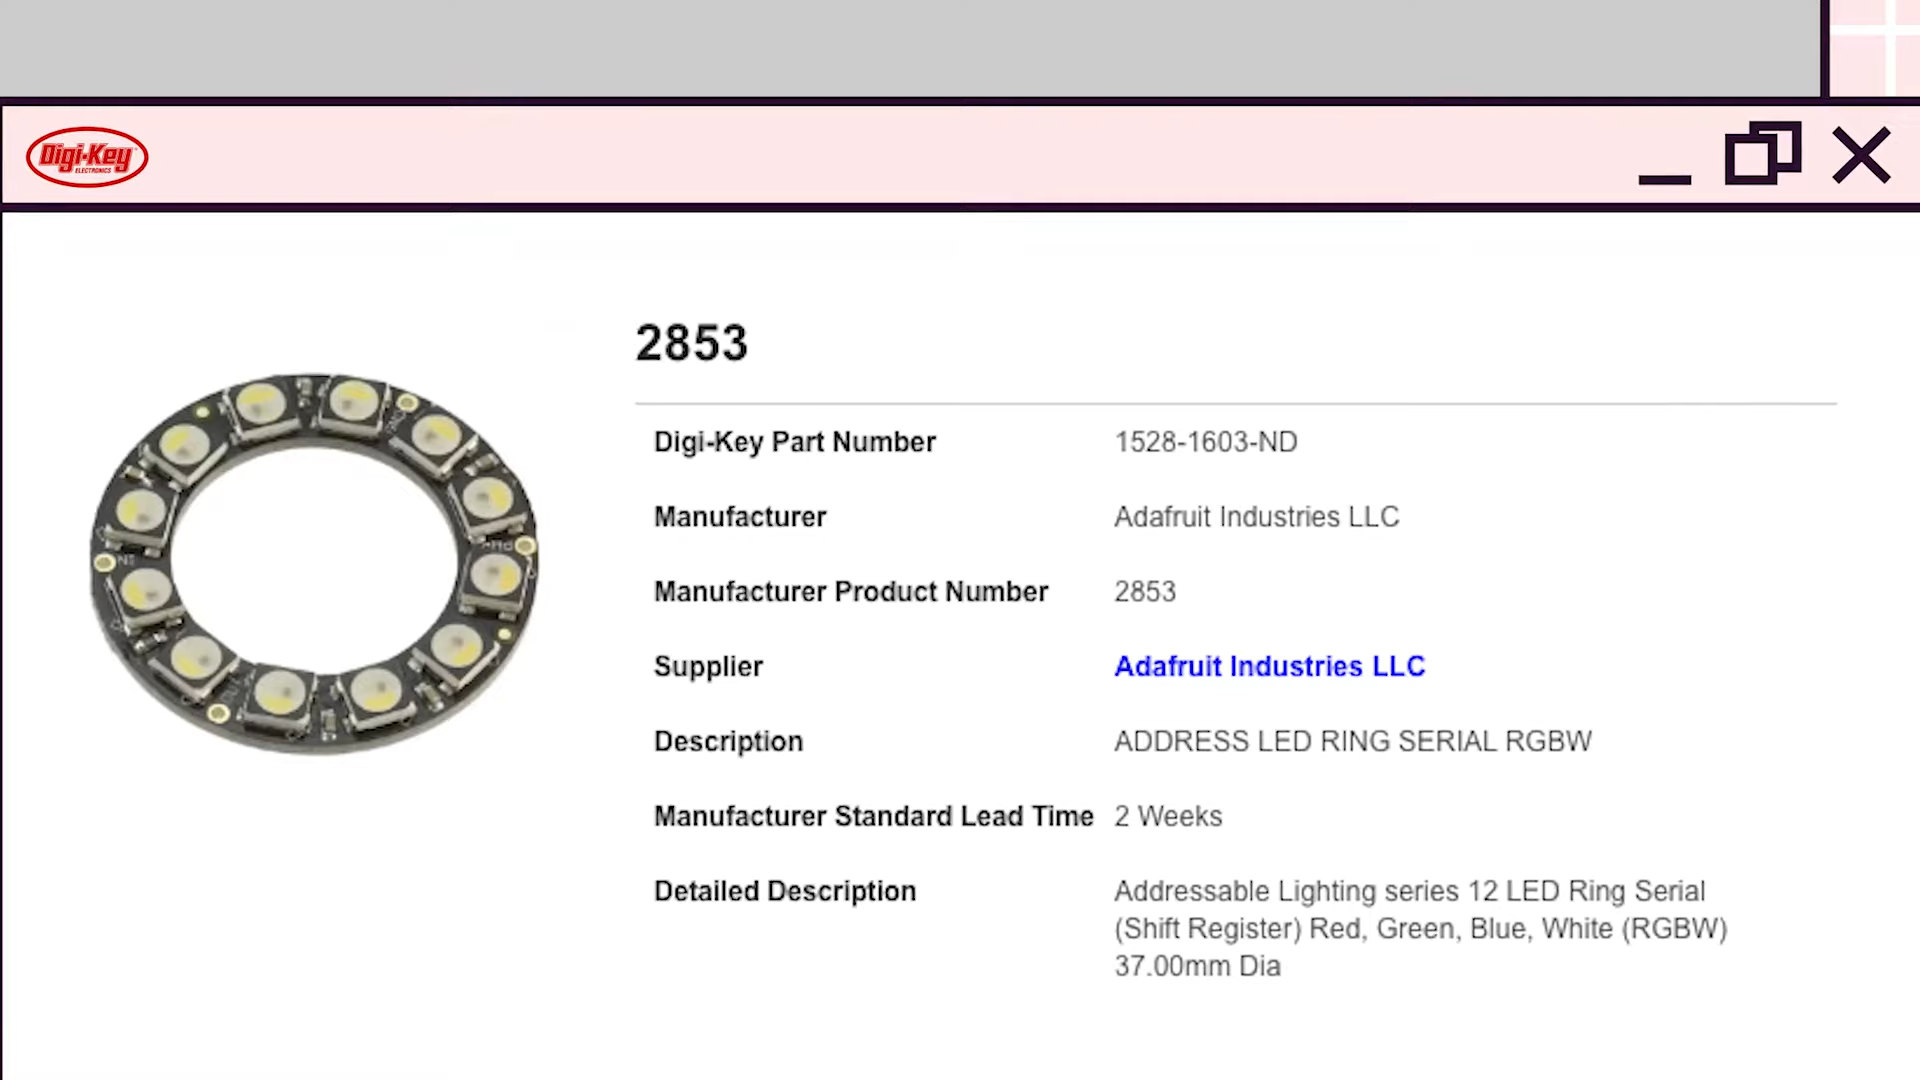 Digi-Key
ELECTRONICS
2853
Digi-Key Part Number 1528-1603-ND
Manufacturer Adafruit Industries LLC
Manufacturer Product Number 2853
Supplier Adafruit Industries LLC
Description ADDRESS LED RING SERIAL RGBW
Manufacturer Standard Lead Time 2 Weeks
Detailed Description Addressable Lighting series 12 LED Ring Serial
(Shift Register) Red, Green, Blue, White (RGBW)
37.00mm Dia